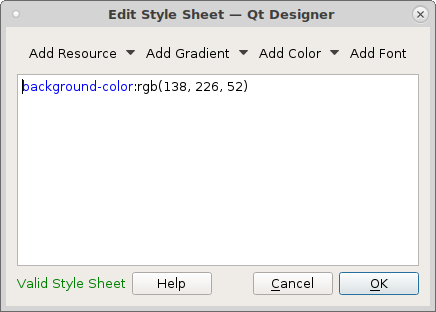 Edit Style Sheet — Qt Designer
Add Resource Add Gradient Add Color Add Font
background-color:rgb(138, 226, 52)
Valid Style Sheet Help Cancel OK